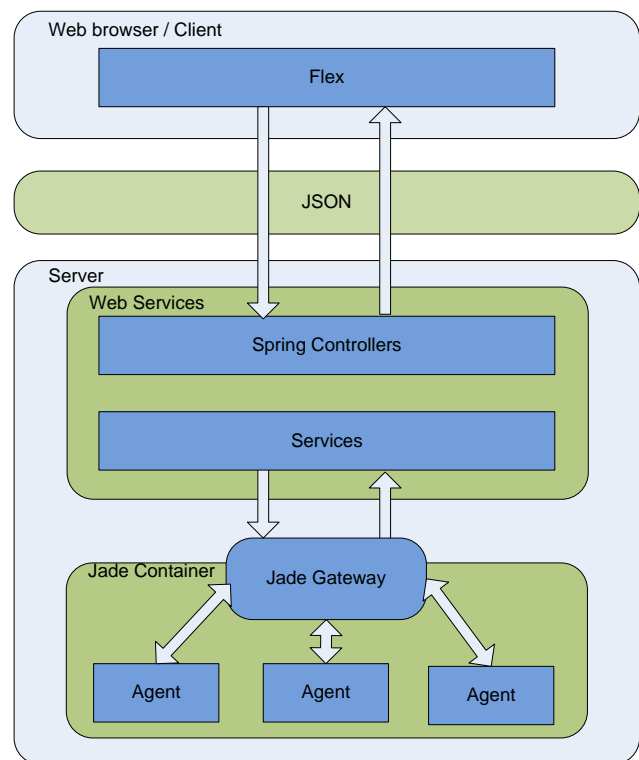 Web browser / Client
Flex
JSON
Server
Web Services
Spring Controllers
Services
Jade Container
Jade Gateway
Agent
Agent
Agent